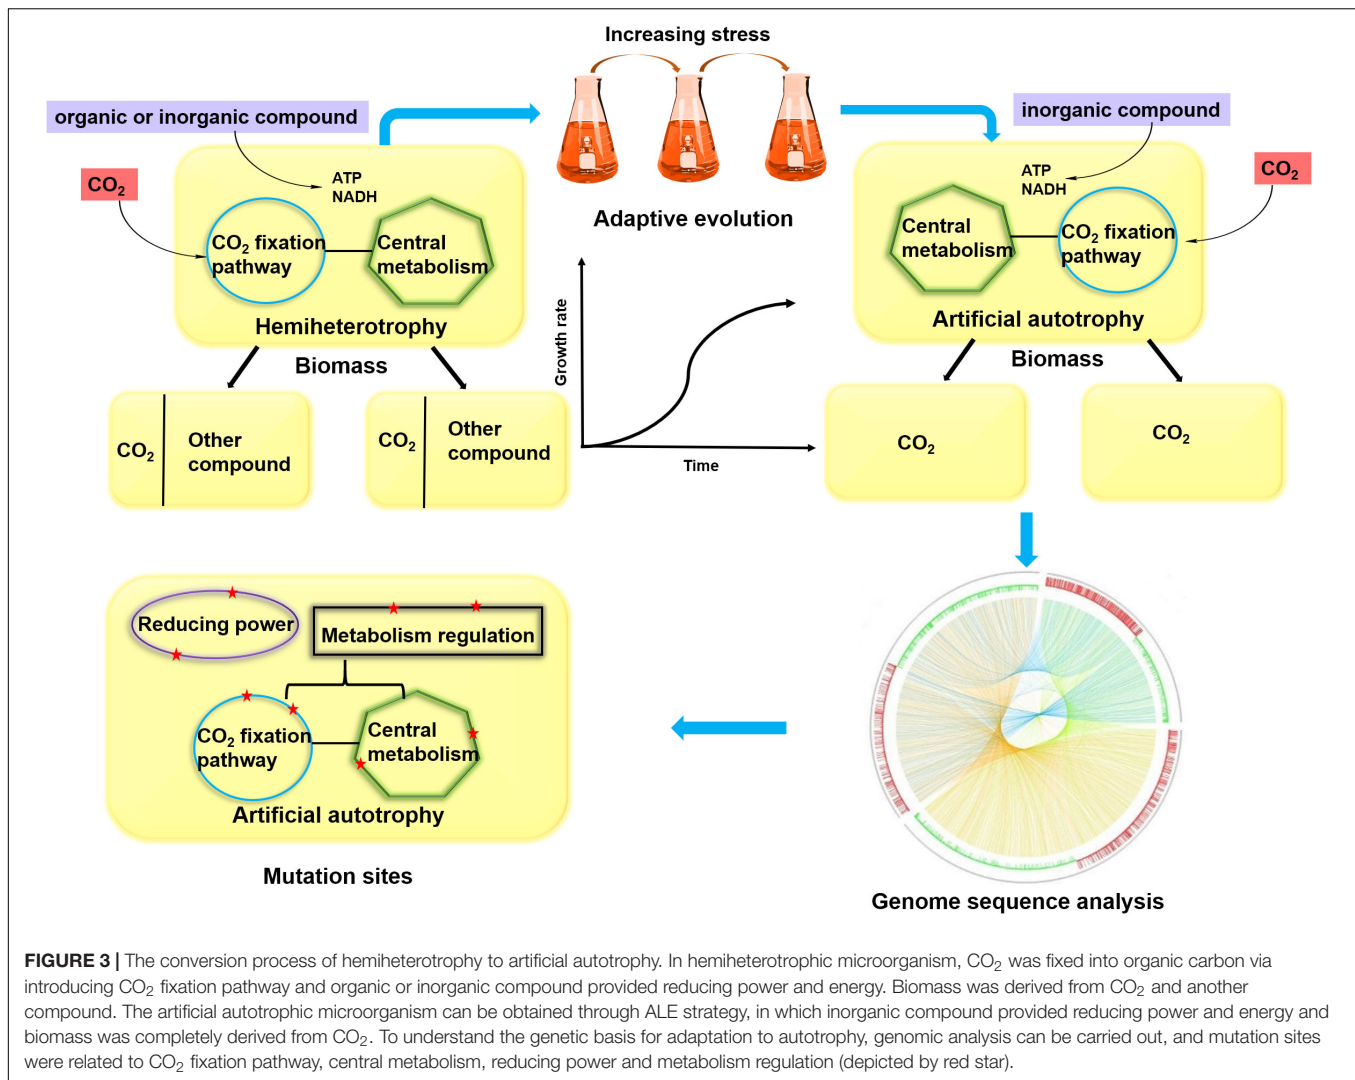 Increasing stress
organic or inorganic compound
inorganic compound
ATP
NADH
CO₂
CO₂ fixation
pathway
Central
metabolism
Hemiheterotrophy
Biomass
CO₂
Other
compound
CO₂
Other
compound
Adaptive evolution
Growth rate
Time
ATP
NADH
CO₂
Central
metabolism
CO₂ fixation
pathway
Artificial autotrophy
Biomass
CO₂
CO₂
Reducing power
Metabolism regulation
CO₂ fixation
pathway
Central
metabolism
Artificial autotrophy
Mutation sites
Genome sequence analysis
FIGURE 3 | The conversion process of hemiheterotrophy to artificial autotrophy. In hemiheterotrophic microorganism, CO₂ was fixed into organic carbon via
introducing CO₂ fixation pathway and organic or inorganic compound provided reducing power and energy. Biomass was derived from CO₂ and another
compound. The artificial autotrophic microorganism can be obtained through ALE strategy, in which inorganic compound provided reducing power and energy and
biomass was completely derived from CO₂. To understand the genetic basis for adaptation to autotrophy, genomic analysis can be carried out, and mutation sites
were related to CO₂ fixation pathway, central metabolism, reducing power and metabolism regulation (depicted by red star).